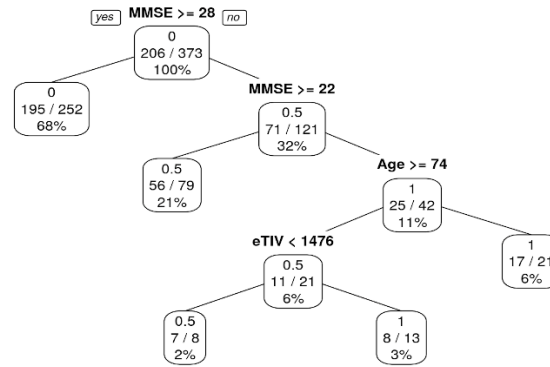 MMSE >= 28
yes
no
0
206 / 373
100%
MMSE >= 22
0
195 / 252
68%
0.5
71 / 121
32%
Age >= 74
0.5
56 / 79
21%
1
25 / 42
11%
eTIV < 1476
0.5
11 / 21
6%
1
17 / 21
6%
0.5
7 / 8
2%
1
8 / 13
3%